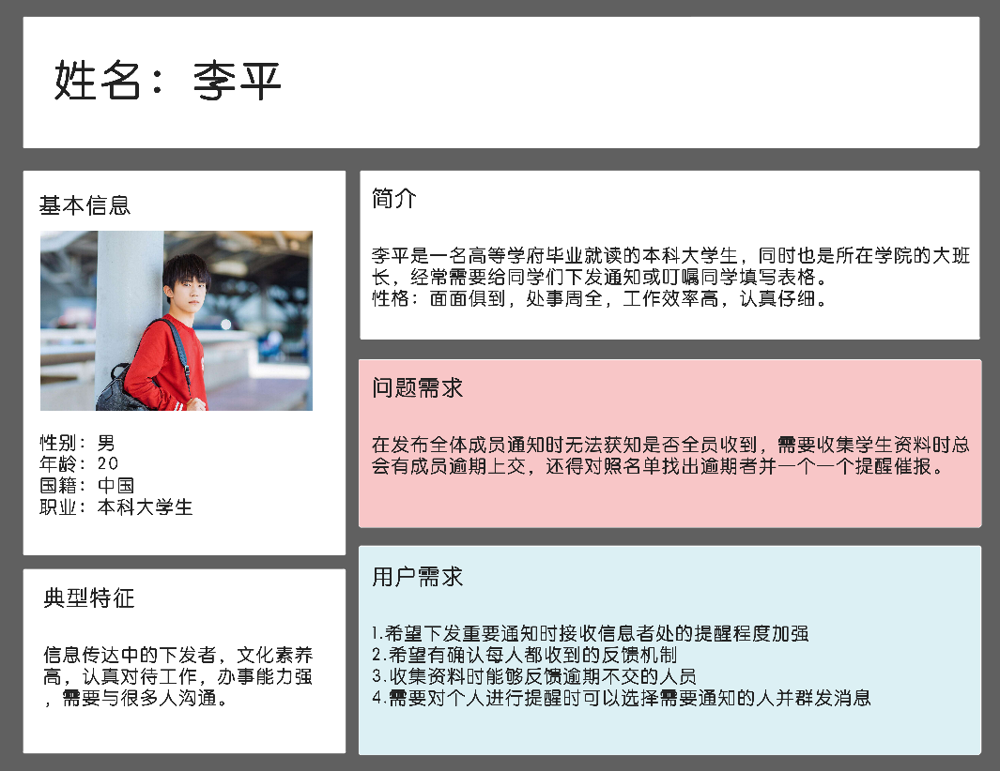 姓名：李平
基本信息
性别：男
年龄：20
国籍：中国
职业：本科大学生
典型特征
信息传达中的下发者，文化素养
高，认真对待工作，办事能力强
，需要与很多人沟通。
简介
李平是一名高等学府毕业就读的本科大学生，同时也是所在学院的大班
长，经常需要给同学们下发通知或叮嘱同学填写表格。
性格：面面俱到，处事周全，工作效率高，认真仔细。
问题需求
在发布全体成员通知时无法获知是否全员收到，需要收集学生资料时总
会有成员逾期上交，还得对照名单找出逾期者并一个一个提醒催报。
用户需求
1.希望下发重要通知时接收信息者处的提醒程度加强
2.希望有确认每人都收到的反馈机制
3.收集资料时能够反馈逾期不交的人员
4.需要对个人进行提醒时可以选择需要通知的人并群发消息